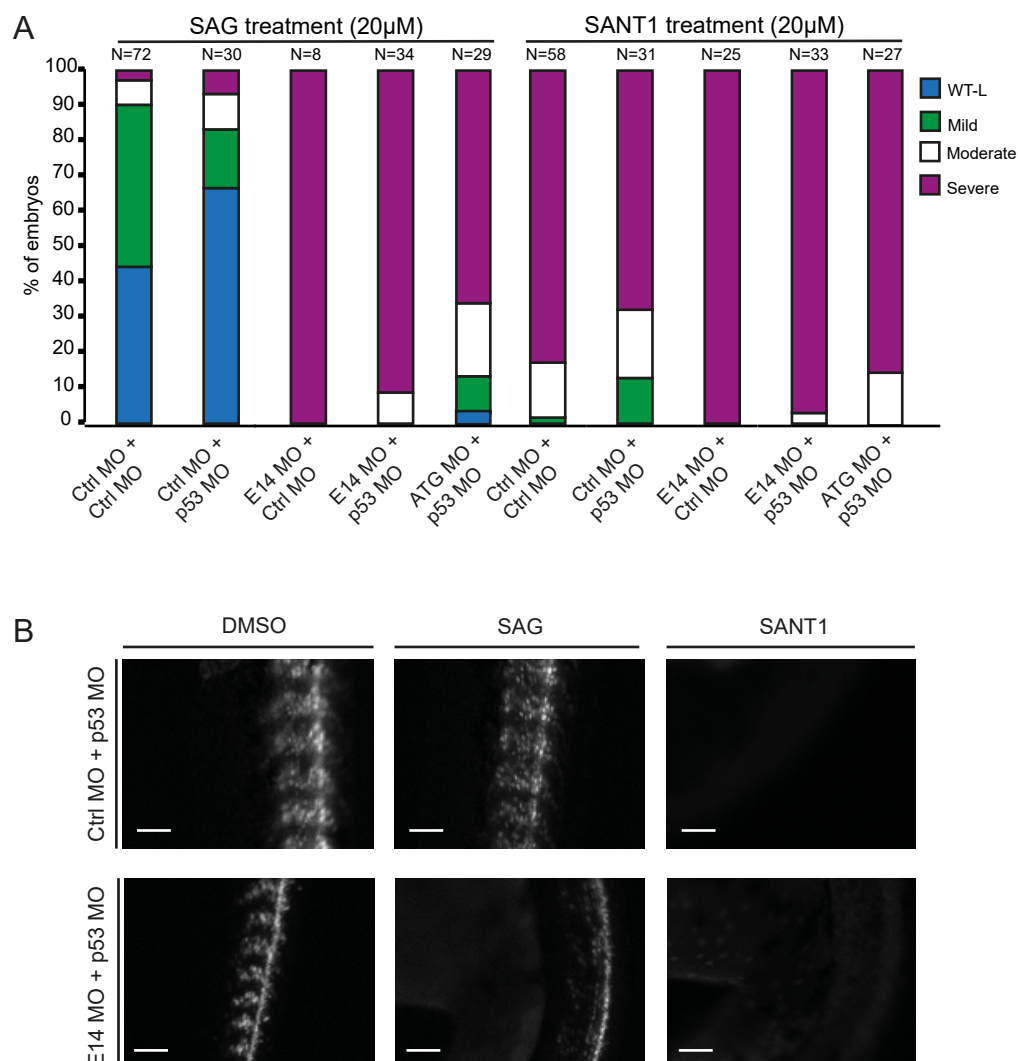 A
SAG treatment (20µM)
SANT1 treatment (20µM)
N=72 N=30 N=8 N=34 N=29 N=58 N=31 N=25 N=33 N=27
% of embryos
100
90
80
70
60
50
40
30
20
10
0
WT-L
Mild
Moderate
Severe
Ctrl MO +
Ctrl MO
Ctrl MO +
p53 MO
E14 MO +
Ctrl MO
E14 MO +
p53 MO
ATG MO +
p53 MO
Ctrl MO +
Ctrl MO
Ctrl MO +
p53 MO
E14 MO +
Ctrl MO
E14 MO +
p53 MO
ATG MO +
p53 MO
B
DMSO
SAG
SANT1
Ctrl MO + p53 MO
E14 MO + p53 MO